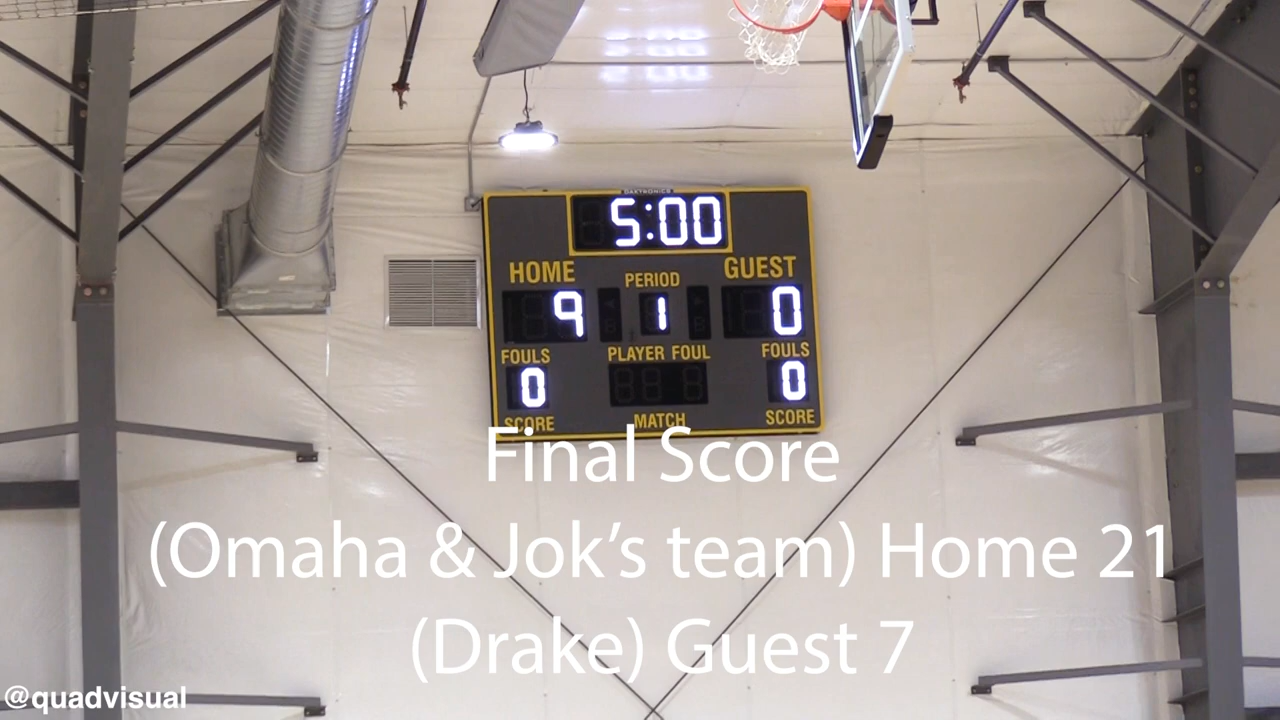 DAKTRONICS
5:00
HOME
PERIOD
GUEST
9 1 0
FOULS
PLAYER FOUL
FOULS
0 0
SCORE
MATCH
SCORE
Final Score
(Omaha & Jok’s team) Home 21
(Drake) Guest 7
@quadvisual